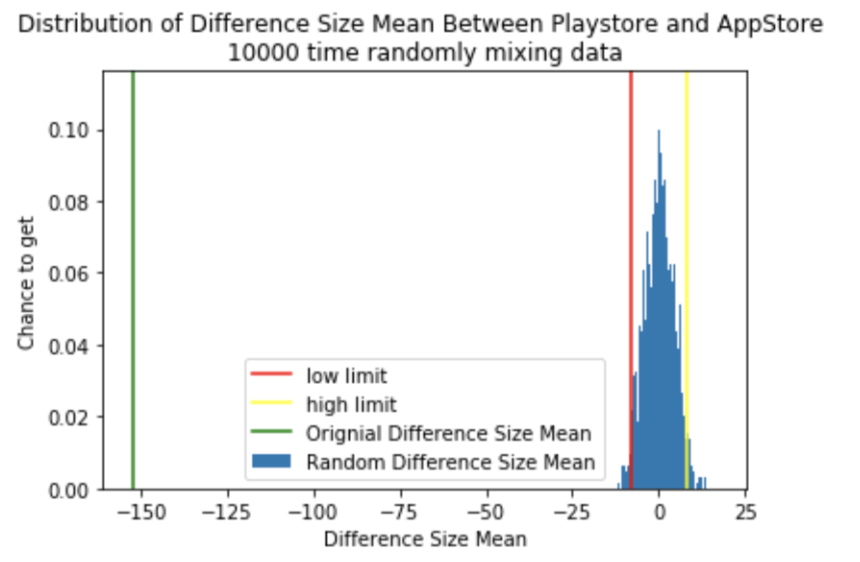 Distribution of Difference Size Mean Between Playstore and AppStore
10000 time randomly mixing data
Chance to get
0.10
0.08
0.06
0.04
0.02
0.00
low limit
high limit
Orignial Difference Size Mean
Random Difference Size Mean
−150 −125 −100 −75 −50 −25 0 25
Difference Size Mean